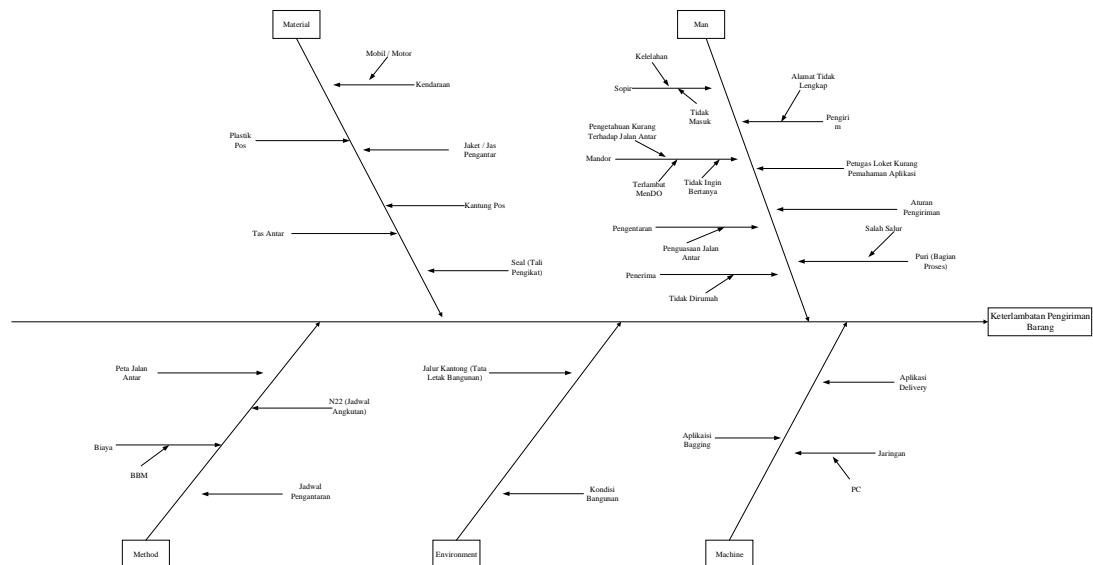 Material
Man
Mobil / Motor
Kendaraan
Plastik
Pos
Jaket / Jas
Pengantar
Kantung Pos
Tas Antar
Seal (Tali
Pengikat)
Kelelahan
Sopir
Tidak
Masuk
Alamat Tidak
Lengkap
Pengiri
m
Pengetahuan Kurang
Terhadap Jalan Antar
Mandor
Terlambat
MenDO
Tidak Ingin
Bertanya
Petugas Loket Kurang
Pemahaman Aplikasi
Aturan
Pengiriman
Pengentaran
Penguasaan Jalan
Antar
Salah Salur
Puri (Bagian
Proses)
Penerima
Tidak Dirumah
Keterlambatan Pengiriman
Barang
Peta Jalan
Antar
N22 (Jadwal
Angkutan)
Biaya
BBM
Jadwal
Pengantaran
Jalur Kantong (Tata
Letak Bangunan)
Kondisi
Bangunan
Aplikasi
Delivery
Aplikaisi
Bagging
Jaringan
PC
Method
Environment
Machine